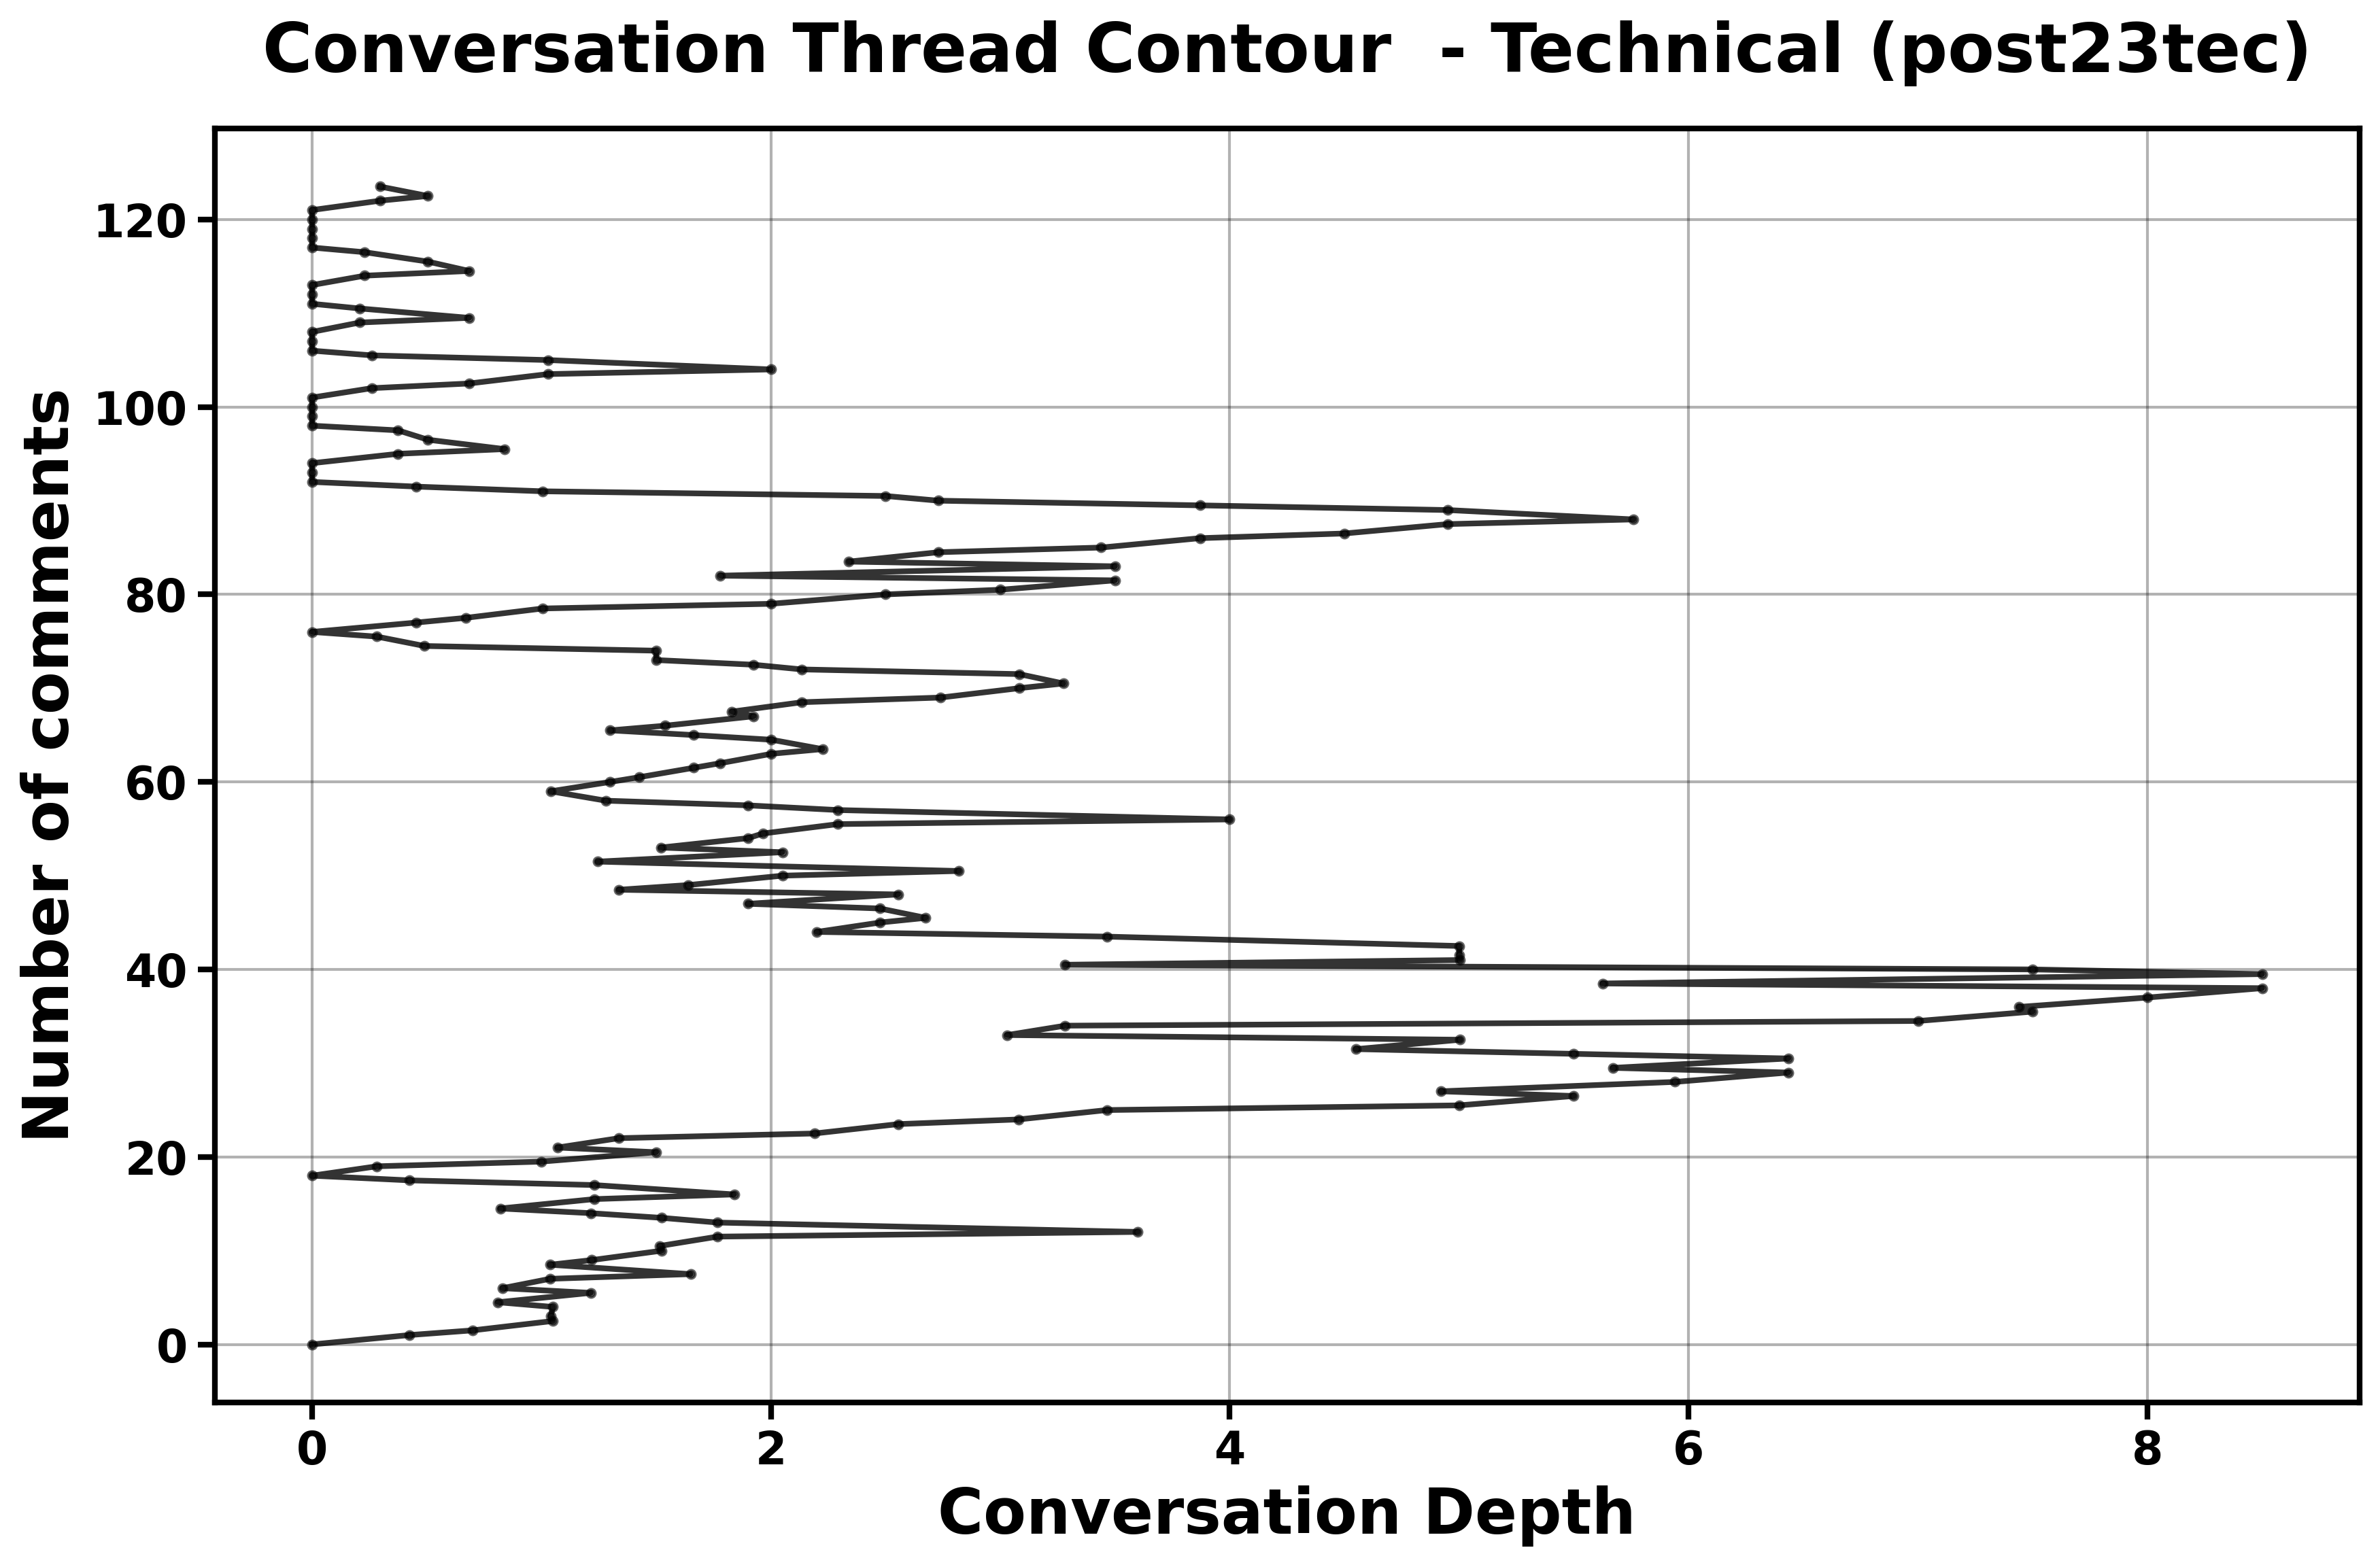 Conversation Thread Contour  - Technical (post23tec)
Number of comments
120
100
80
60
40
20
0
0 2 4 6 8
Conversation Depth